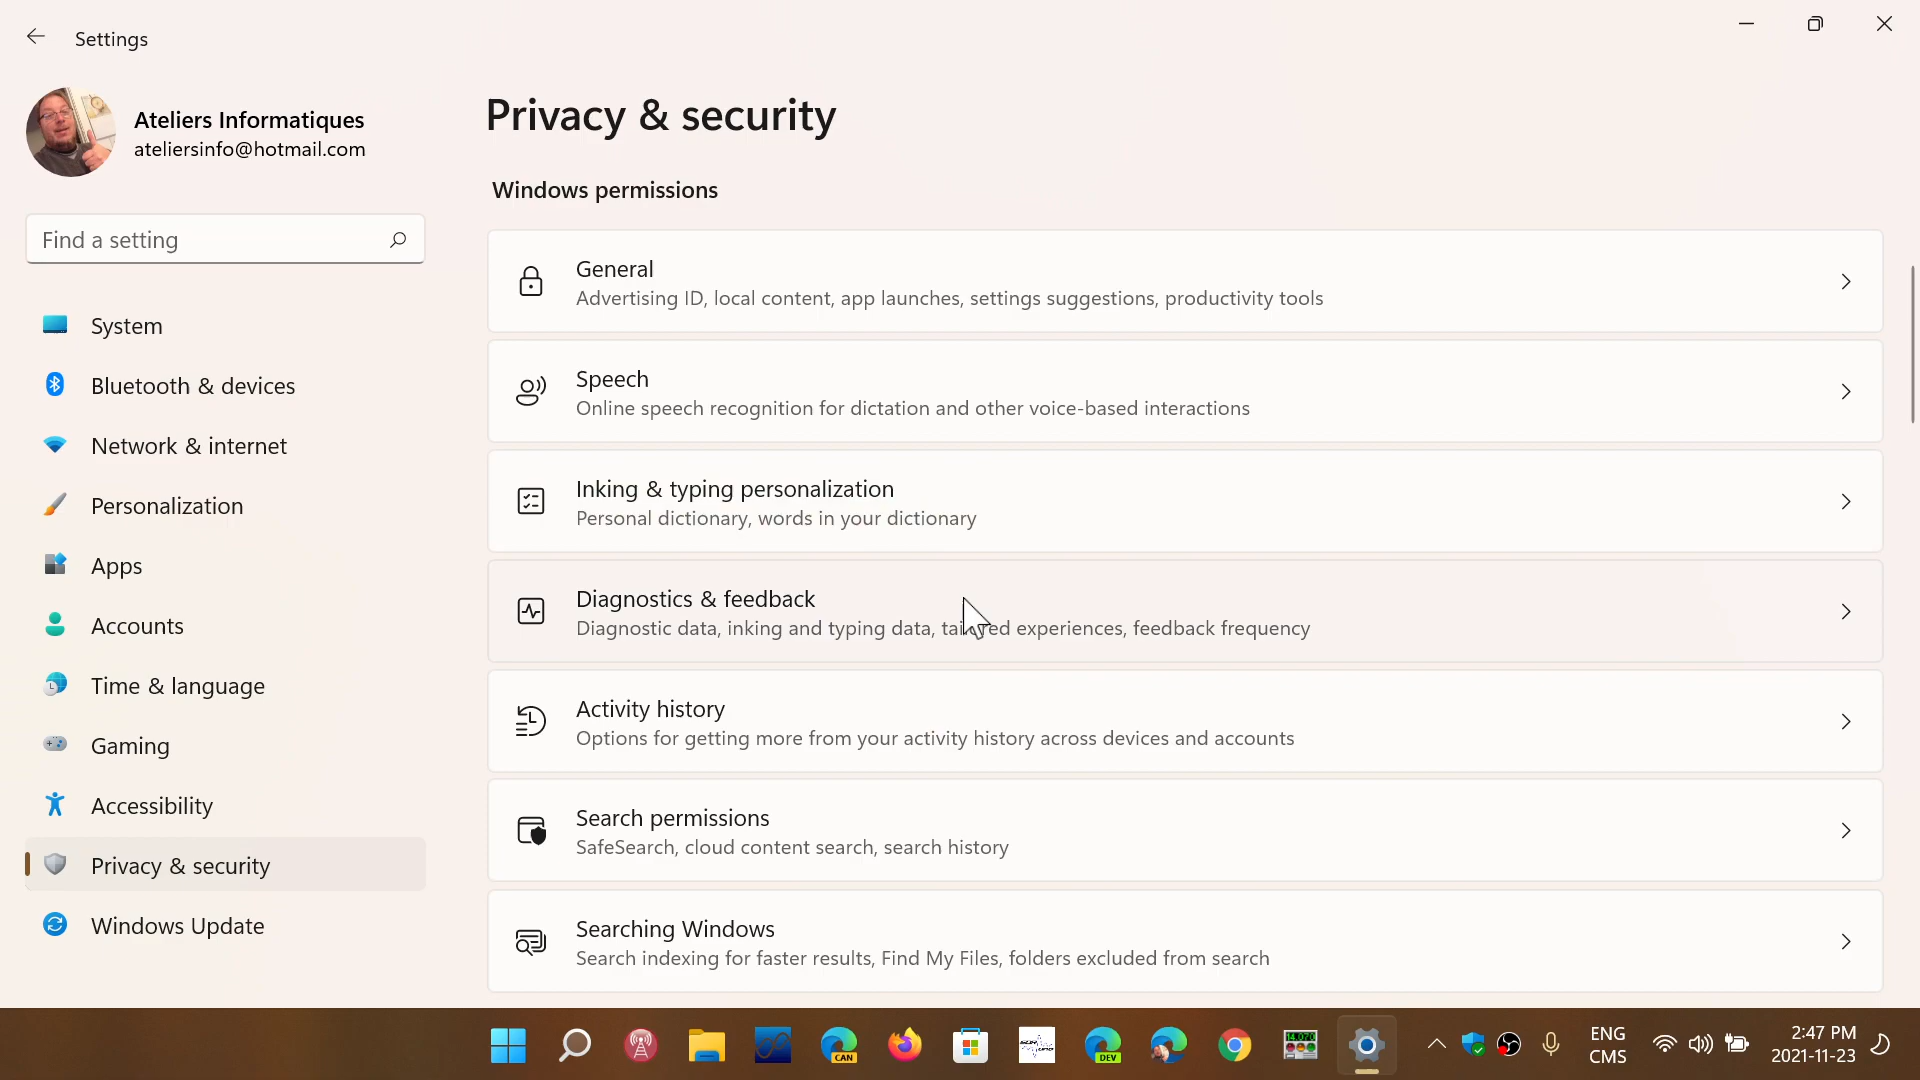 Settings
Ateliers Informatiques
ateliersinfo@hotmail.com
Find a setting
System
Bluetooth & devices
Network & internet
Personalization
Apps
Accounts
Time & language
Gaming
Accessibility
Privacy & security
Windows Update
Privacy & security
Windows permissions
General
Advertising ID, local content, app launches, settings suggestions, productivity tools
Speech
Online speech recognition for dictation and other voice-based interactions
Inking & typing personalization
Personal dictionary, words in your dictionary
Diagnostics & feedback
Diagnostic data, inking and typing data, tailored experiences, feedback frequency
Activity history
Options for getting more from your activity history across devices and accounts
Search permissions
SafeSearch, cloud content search, search history
Searching Windows
Search indexing for faster results, Find My Files, folders excluded from search
CAN
DEV
ENG
CMS
2:47 PM
2021-11-23